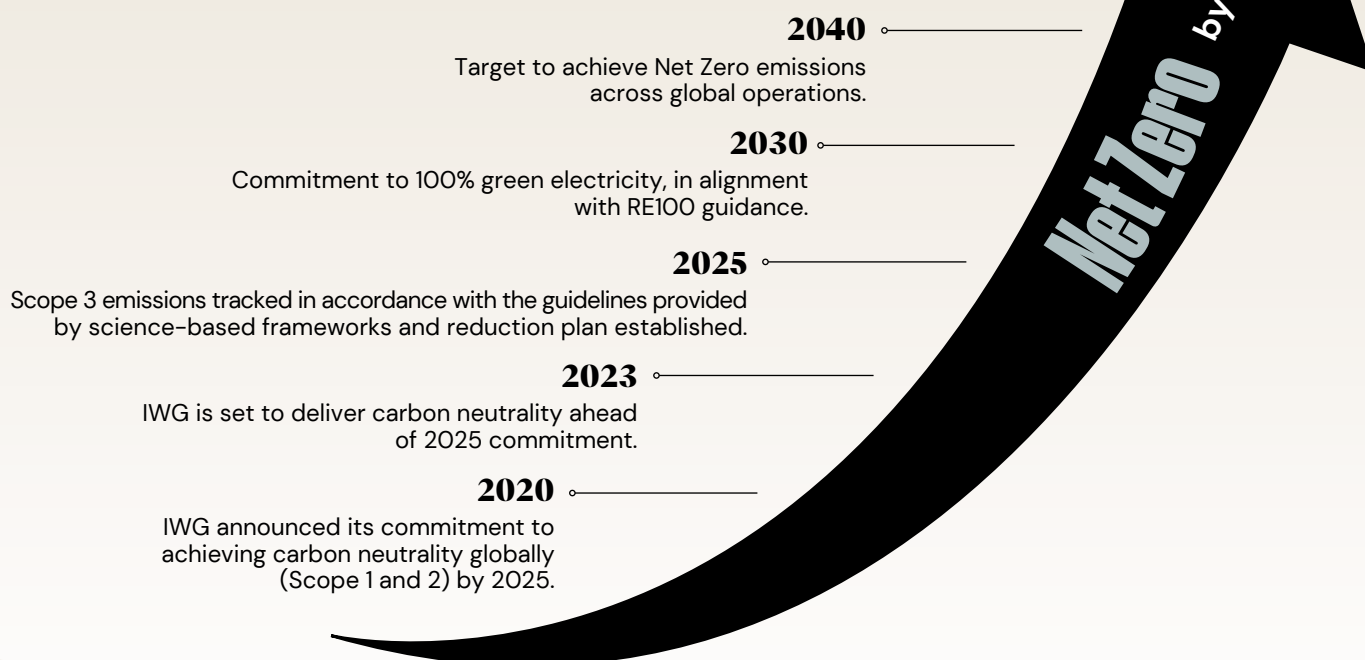 2040
Target to achieve Net Zero emissions
across global operations.
2030
Commitment to 100% green electricity, in alignment
with RE100 guidance.
2025
Scope 3 emissions tracked in accordance with the guidelines provided
by science-based frameworks and reduction plan established.
2023
IWG is set to deliver carbon neutrality ahead
of 2025 commitment.
2020
IWG announced its commitment to
achieving carbon neutrality globally
(Scope 1 and 2) by 2025.
Net Zero by